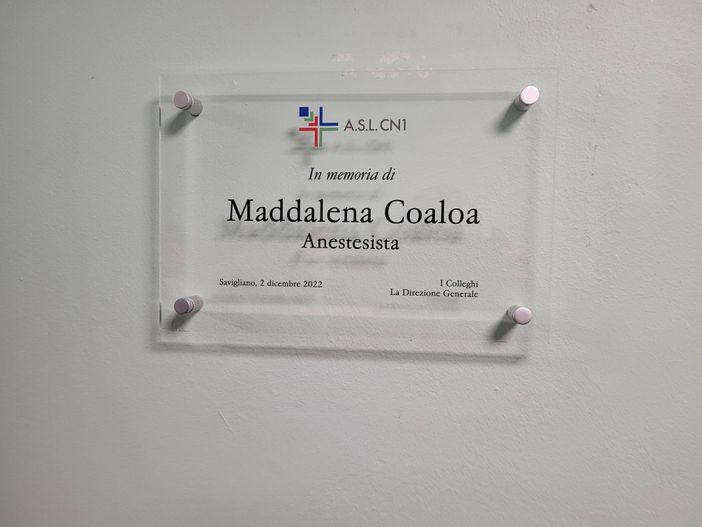 A.S.L. CN1
In memoria di
Maddalena Coaloa
Anestesista
Savigliano, 2 dicembre 2022
I Colleghi
La Direzione Generale